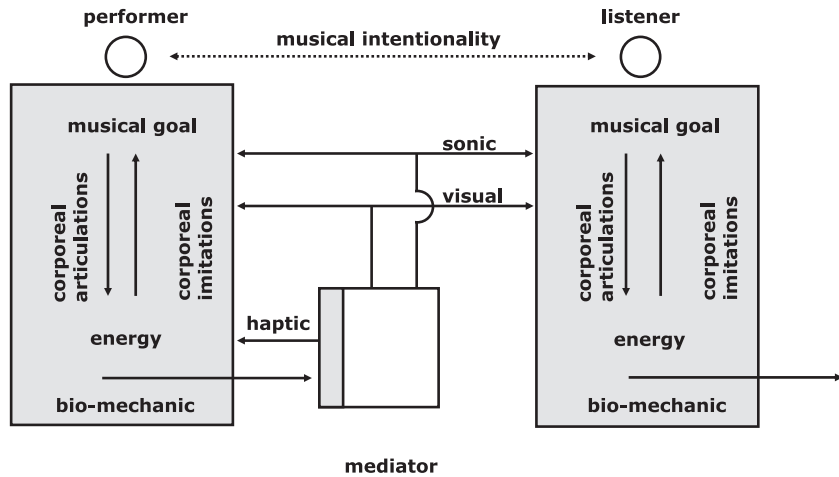 performer
listener
musical intentionality
musical goal
musical goal
sonic
visual
corporeal
articulations
corporeal
imitations
corporeal
articulations
corporeal
imitations
haptic
energy
energy
bio-mechanic
bio-mechanic
mediator